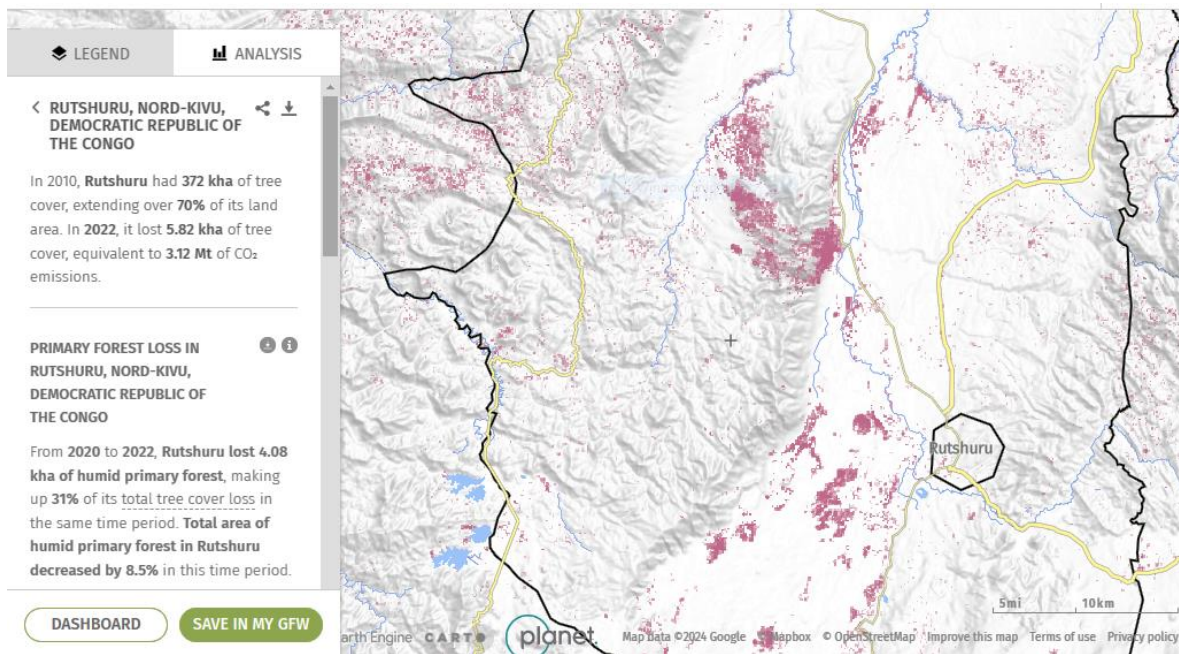 LEGEND
ANALYSIS
RUTSHURU, NORD-KIVU,
DEMOCRATIC REPUBLIC OF
THE CONGO
In 2010, Rutshuru had 372 kha of tree
cover, extending over 70% of its land
area. In 2022, it lost 5.82 kha of tree
cover, equivalent to 3.12 Mt of CO₂
emissions.
PRIMARY FOREST LOSS IN
RUTSHURU, NORD-KIVU,
DEMOCRATIC REPUBLIC OF
THE CONGO
From 2020 to 2022, Rutshuru lost 4.08
kha of humid primary forest, making
up 31% of its total tree cover loss in
the same time period. Total area of
humid primary forest in Rutshuru
decreased by 8.5% in this time period.
DASHBOARD
SAVE IN MY GFW
Rutshuru
5mi
10km
arth Engine
CARTO
planet.
Map Data ©2024 Google
© Mapbox
© OpenStreetMap
Improve this map
Terms of use
Privacy policy